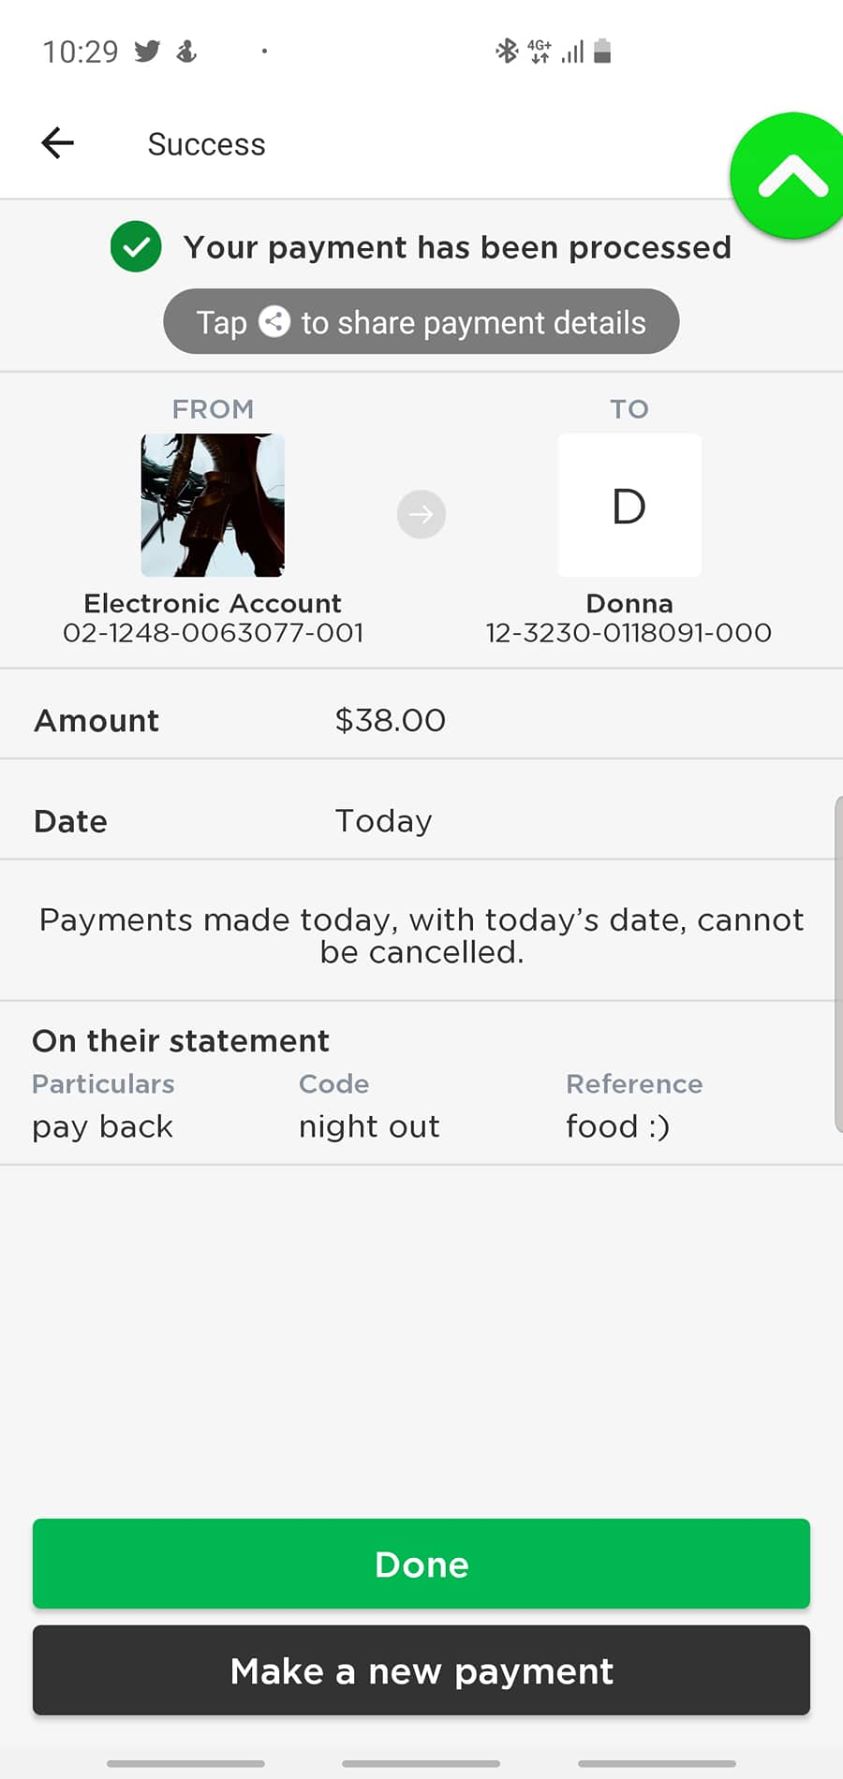 10:29
4G+
Success
Your payment has been processed
Tap to share payment details
FROM
TO
D
Electronic Account
Donna
02-1248-0063077-001
12-3230-0118091-000
Amount $38.00
Date Today
Payments made today, with today’s date, cannot
be cancelled.
On their statement
Particulars Code Reference
pay back night out food :)
Done
Make a new payment